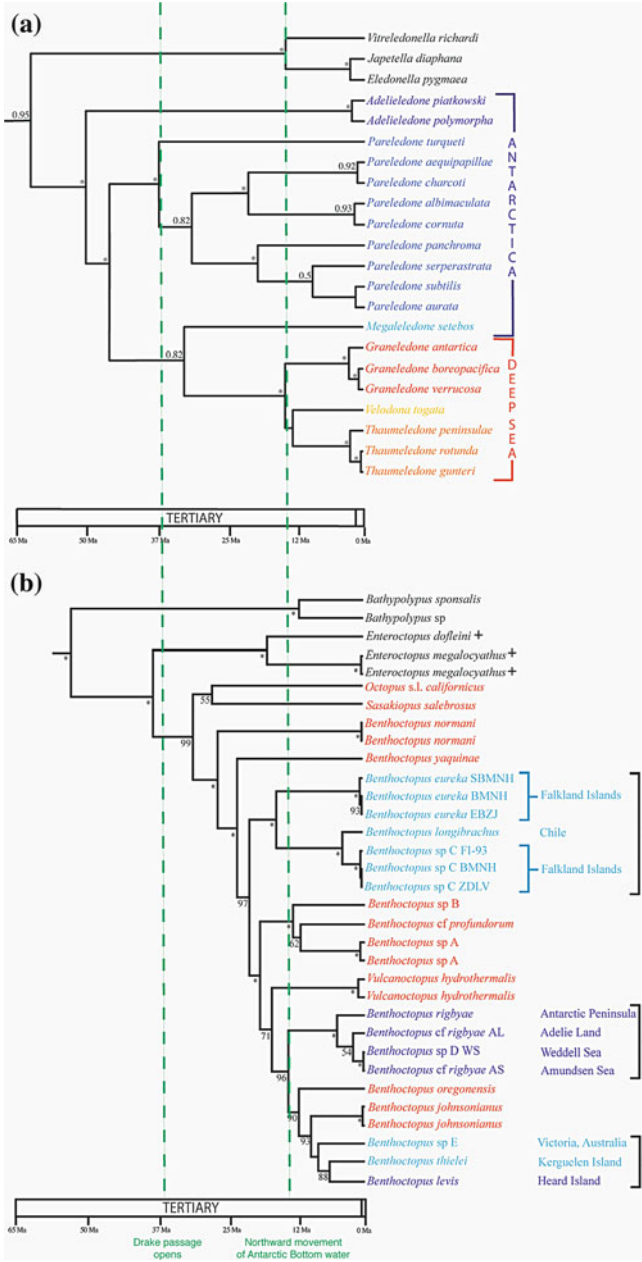 (a)
Vitreledonella richardi
*
Japetella diaphana
*
Eledonella pygmaea
0.95
Adelieledone piatkowski
*
Adelieledone polymorpha
Pareledone turqueti
*
*
Pareledone aequipapillae
0.92
Pareledone charcoti
*
Pareledone albimaculata
0.93
Pareledone cornuta
0.82
Pareledone panchroma
*
*
Pareledone serperastrata
0.5
Pareledone subtilis
Pareledone aurata
ANTARCTICA
Megaleledone setebos
0.82
Graneledone antartica
*
Graneledone boreopacifica
*
Graneledone verrucosa
*
Velodona togata
Thaumeledone peninsulae
*
Thaumeledone rotunda
*
Thaumeledone gunteri
DEEP SEA
TERTIARY
65 Ma 50 Ma 37 Ma 25 Ma 12 Ma 0 Ma
(b)
Bathypolypus sponsalis
*
Bathypolypus sp
Enteroctopus dofleini +
*
*
Enteroctopus megalocyathus +
*
Enteroctopus megalocyathus +
Octopus s.l. californicus
*
55
Sasakiopus salebrosus
Benthoctopus normani
99
*
Benthoctopus normani
Benthoctopus yaquinae
*
Benthoctopus eureka SBMNH
*
Benthoctopus eureka BMNH Falkland Islands
93
Benthoctopus eureka EBZJ
*
*
Benthoctopus longibrachus Chile
*
Benthoctopus sp C FI-93
*
Benthoctopus sp C BMNH Falkland Islands
97
Benthoctopus sp C ZDLV
Benthoctopus sp B
*
Benthoctopus cf profundorum
62
Benthoctopus sp A
*
Benthoctopus sp A
*
Vulcanoctopus hydrothermalis
*
Vulcanoctopus hydrothermalis
Benthoctopus rigbyae Antarctic Peninsula
71
*
Benthoctopus cf rigbyae AL Adelie Land
54
Benthoctopus sp D WS Weddell Sea
*
Benthoctopus cf rigbyae AS Amundsen Sea
96
Benthoctopus oregonensis
90
Benthoctopus johnsonianus
*
Benthoctopus johnsonianus
93
Benthoctopus sp E Victoria, Australia
Benthoctopus thielei Kerguelen Island
88
Benthoctopus levis Heard Island
TERTIARY
65 Ma 50 Ma 37 Ma 25 Ma 12 Ma 0 Ma
Drake passage
opens
Northward movement
of Antarctic Bottom water